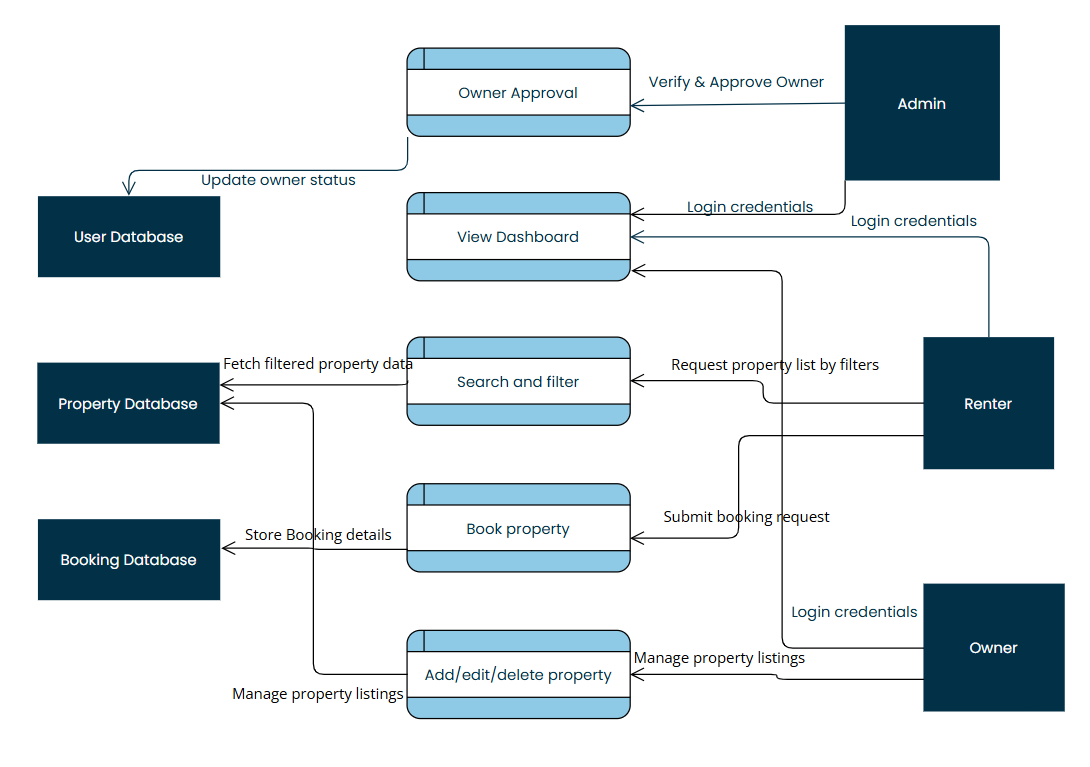 Verify & Approve Owner
Owner Approval
Admin
Update owner status
Login credentials
Login credentials
User Database
View Dashboard
Fetch filtered property data
Request property list by filters
Search and filter
Property Database
Renter
Submit booking request
Book property
Store Booking details
Booking Database
Login credentials
Owner
Manage property listings
Add/edit/delete property
Manage property listings